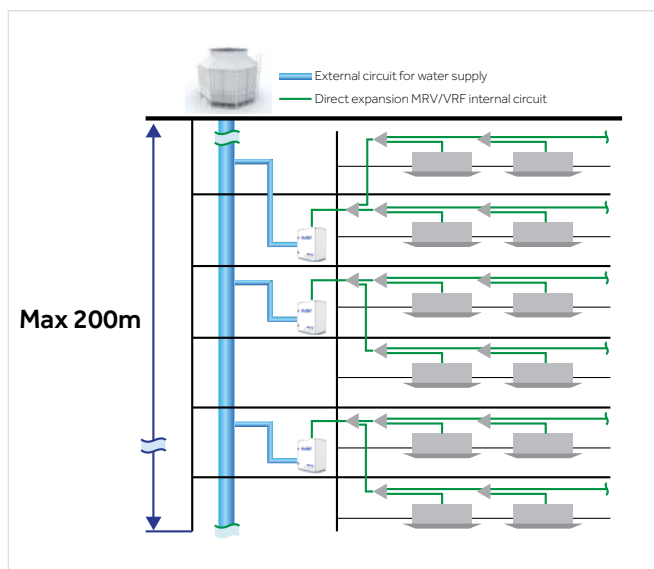 External circuit for water supply
Direct expansion MRV/VRF internal circuit
Max 200m